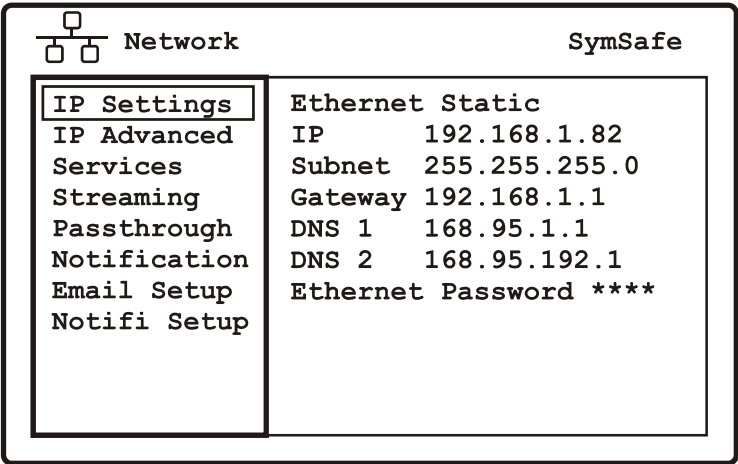 Network
SymSafe
IP Settings
IP Advanced
Services
Streaming
Passthrough
Notification
Email Setup
Notifi Setup
Ethernet Static
IP 192.168.1.82
Subnet 255.255.255.0
Gateway 192.168.1.1
DNS 1 168.95.1.1
DNS 2 168.95.192.1
Ethernet Password ****